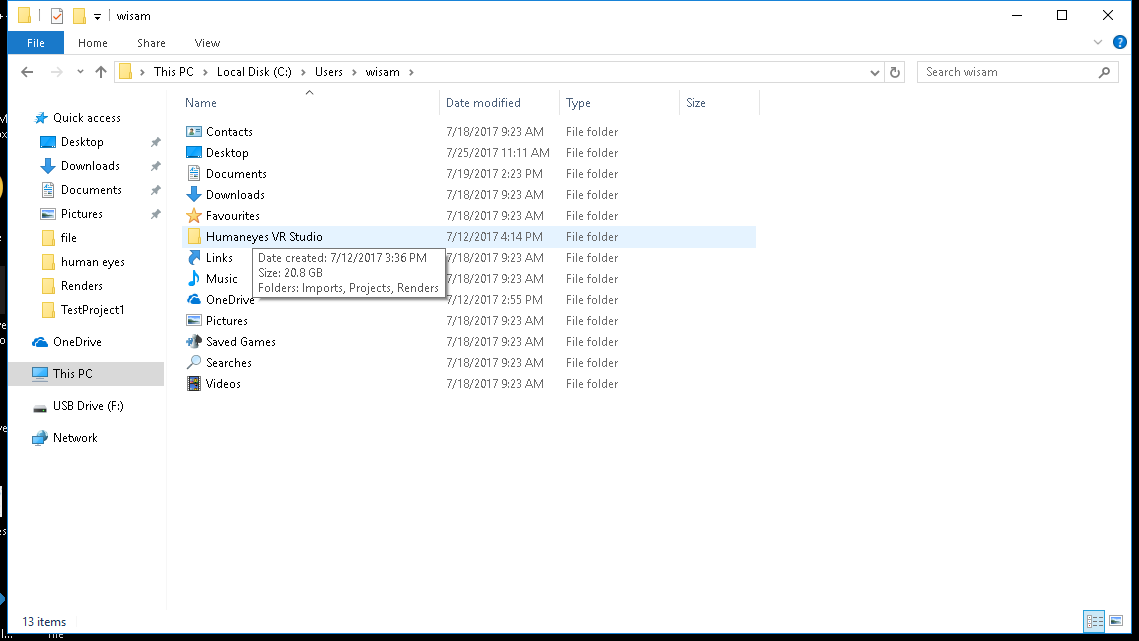 wisam
File Home Share View
This PC Local Disk (C:) Users wisam Search wisam
Name Date modified Type Size
Quick access
Desktop
Downloads
Documents
Pictures
file
human eyes
Renders
TestProject1
OneDrive
This PC
USB Drive (F:)
Network
Contacts 7/18/2017 9:23 AM File folder
Desktop 7/25/2017 11:11 AM File folder
Documents 7/19/2017 2:23 PM File folder
Downloads 7/18/2017 9:23 AM File folder
Favourites 7/18/2017 9:23 AM File folder
Humaneyes VR Studio 7/12/2017 4:14 PM File folder
Links 7/18/2017 9:23 AM File folder
Music 7/18/2017 9:23 AM File folder
OneDrive 7/12/2017 2:55 PM File folder
Pictures 7/18/2017 9:23 AM File folder
Saved Games 7/18/2017 9:23 AM File folder
Searches 7/18/2017 9:23 AM File folder
Videos 7/18/2017 9:23 AM File folder
Date created: 7/12/2017 3:36 PM
Size: 20.8 GB
Folders: Imports, Projects, Renders
13 items